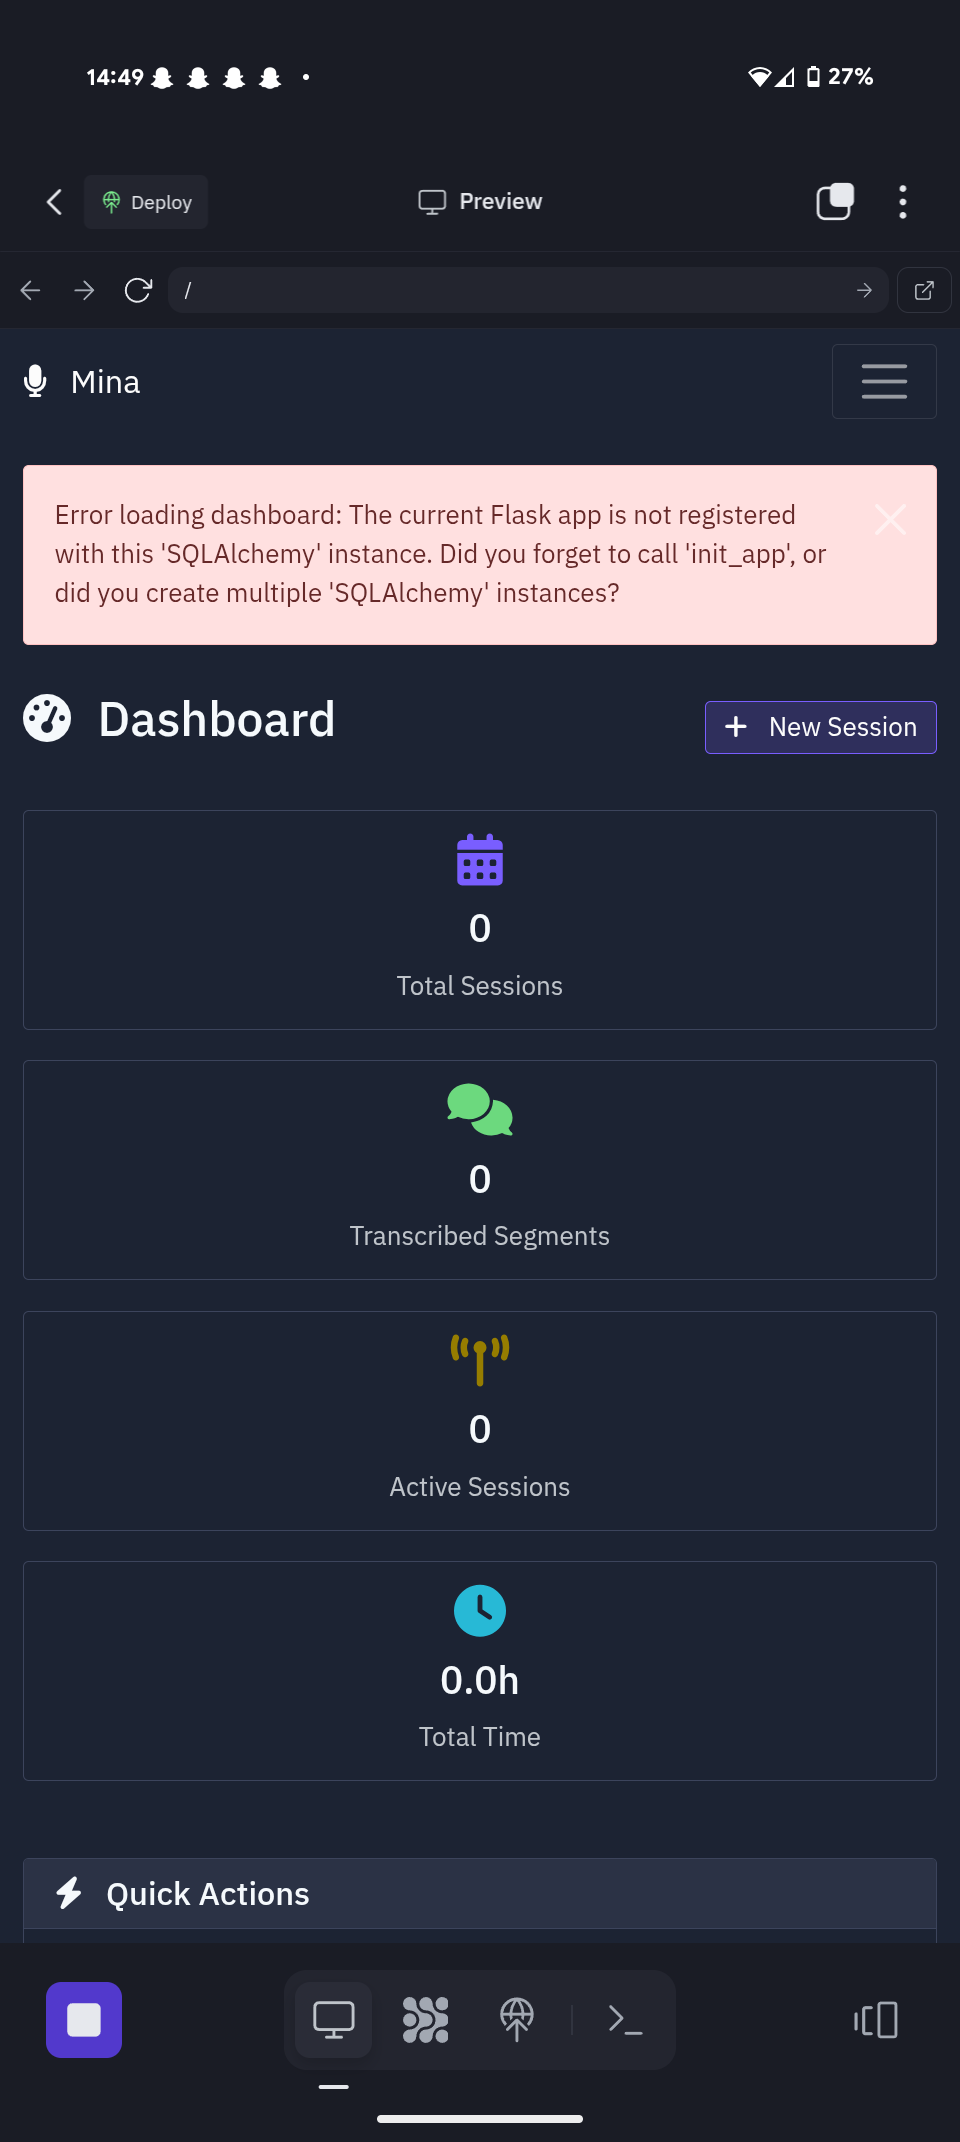 14:49
27%
Deploy
Preview
/
Mina
Error loading dashboard: The current Flask app is not registered
with this 'SQLAlchemy' instance. Did you forget to call 'init_app', or
did you create multiple 'SQLAlchemy' instances?
Dashboard
New Session
0
Total Sessions
0
Transcribed Segments
0
Active Sessions
0.0h
Total Time
Quick Actions